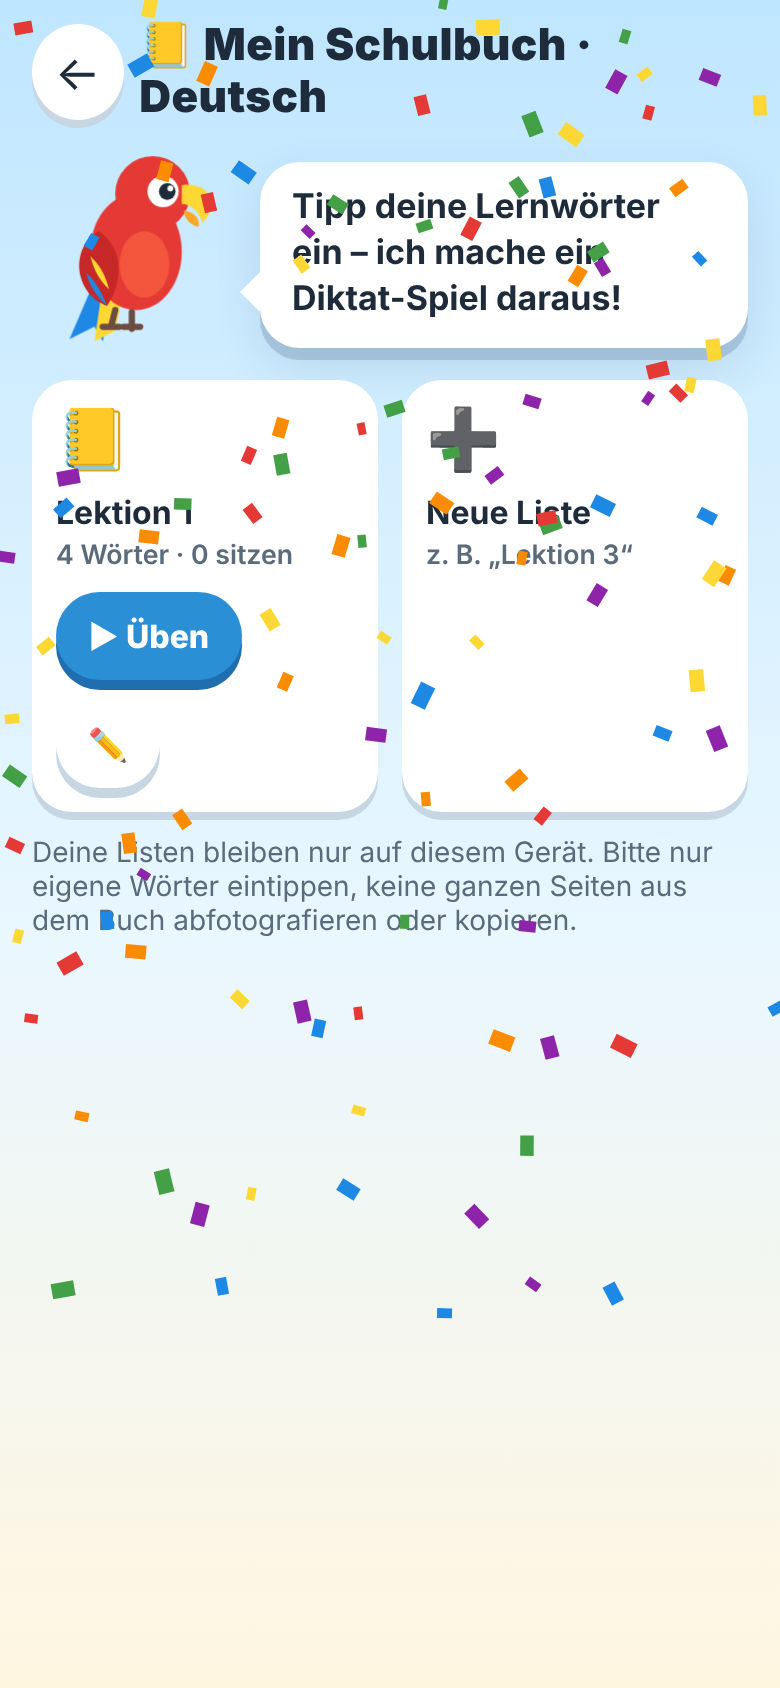 Mein Schulbuch ·
Deutsch
Tipp deine Lernwörter
ein – ich mache ein
Diktat-Spiel daraus!
Lektion 1
4 Wörter · 0 sitzen
Üben
Neue Liste
z. B. „Lektion 3“
Deine Listen bleiben nur auf diesem Gerät. Bitte nur
eigene Wörter eintippen, keine ganzen Seiten aus
dem Buch abfotografieren oder kopieren.